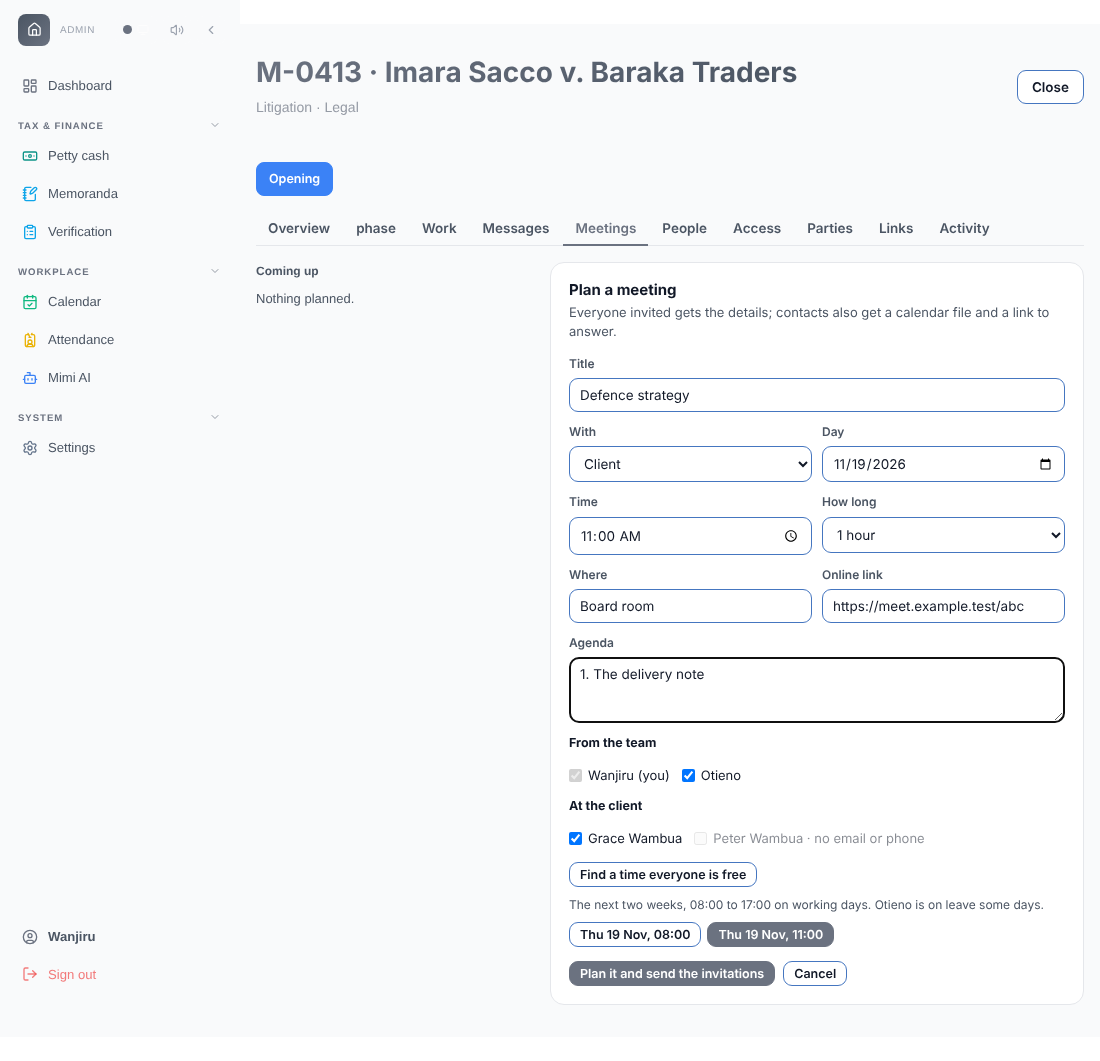 ADMIN
Dashboard
TAX & FINANCE
Petty cash
Memoranda
Verification
WORKPLACE
Calendar
Attendance
Mimi AI
SYSTEM
Settings
Wanjiru
Sign out
M-0413 · Imara Sacco v. Baraka Traders
Litigation · Legal
Close
Opening
Overview phase Work Messages Meetings People Access Parties Links Activity
Coming up
Nothing planned.
Plan a meeting
Everyone invited gets the details; contacts also get a calendar file and a link to
answer.
Title
Defence strategy
With Day
Client 11/19/2026
Time How long
11:00 AM 1 hour
Where Online link
Board room https://meet.example.test/abc
Agenda
1. The delivery note
From the team
Wanjiru (you) Otieno
At the client
Grace Wambua Peter Wambua · no email or phone
Find a time everyone is free
The next two weeks, 08:00 to 17:00 on working days. Otieno is on leave some days.
Thu 19 Nov, 08:00 Thu 19 Nov, 11:00
Plan it and send the invitations Cancel